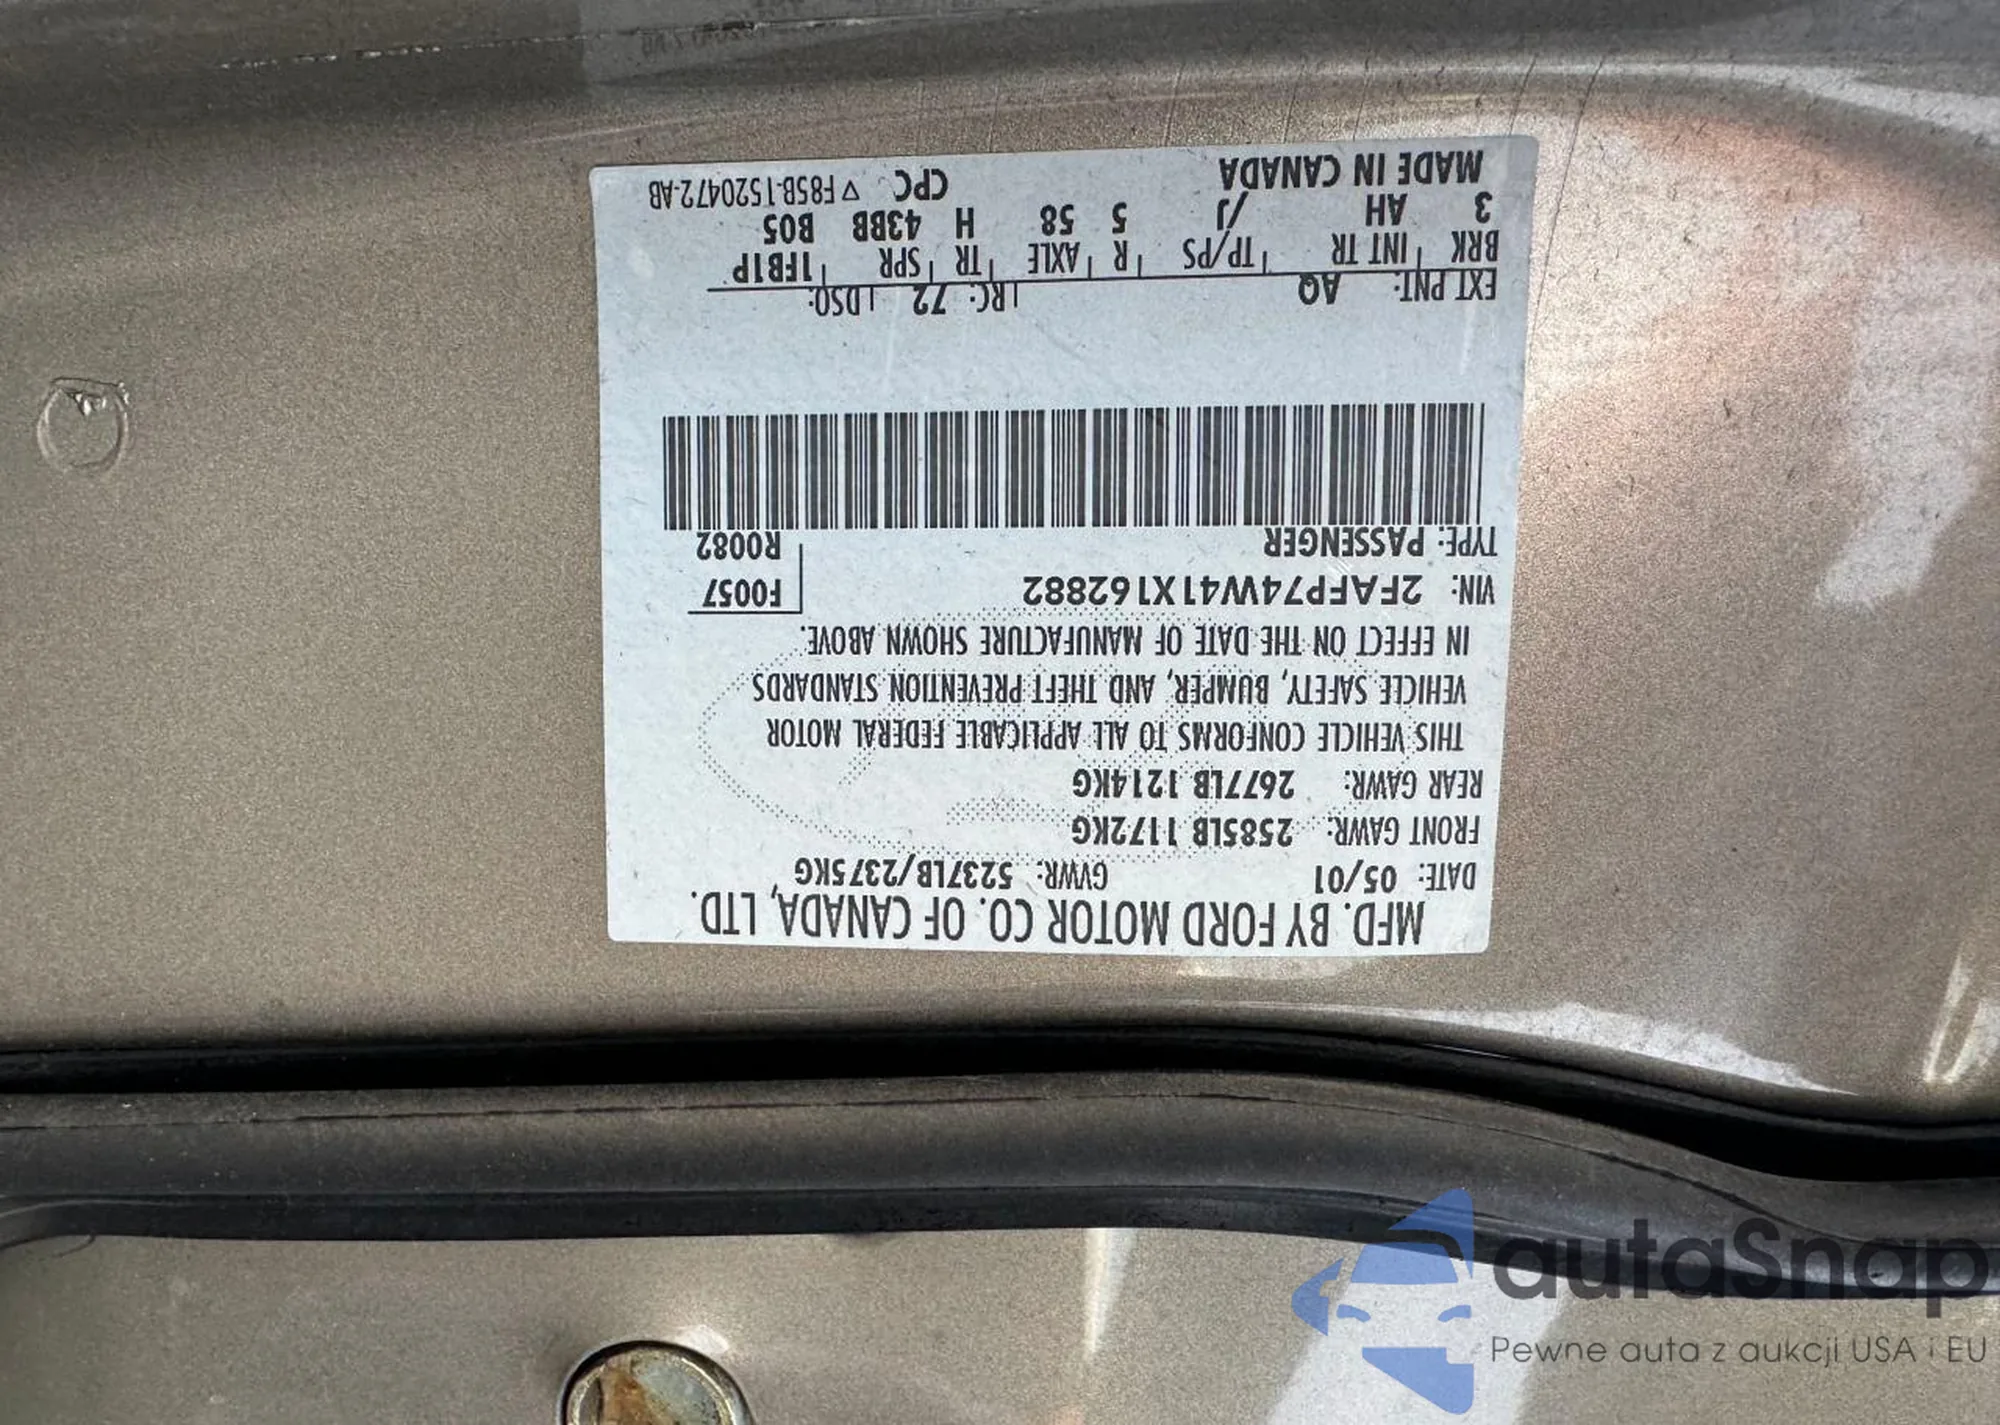 MFD. BY FORD MOTOR CO. OF CANADA, LTD.
DATE: 05/01 GVWR: 5237LB/2375KG
FRONT GAWR: 2585LB 1172KG
REAR GAWR: 2677LB 1214KG
THIS VEHICLE CONFORMS TO ALL APPLICABLE FEDERAL MOTOR
VEHICLE SAFETY, BUMPER, AND THEFT PREVENTION STANDARDS
IN EFFECT ON THE DATE OF MANUFACTURE SHOWN ABOVE.
VIN: 2FAFP74W41X162882 F0057
TYPE: PASSENGER R0082
EXT PNT: AQ RC: 72 DSO:
BRK INT TR TP/PS R AXLE TR SPR 1FB1P
3 AH /J 5 58 H 43BB B05
MADE IN CANADA CPC ▽ F85B-1520472-AB
autaSnap
Pewne auta z aukcji USA i EU